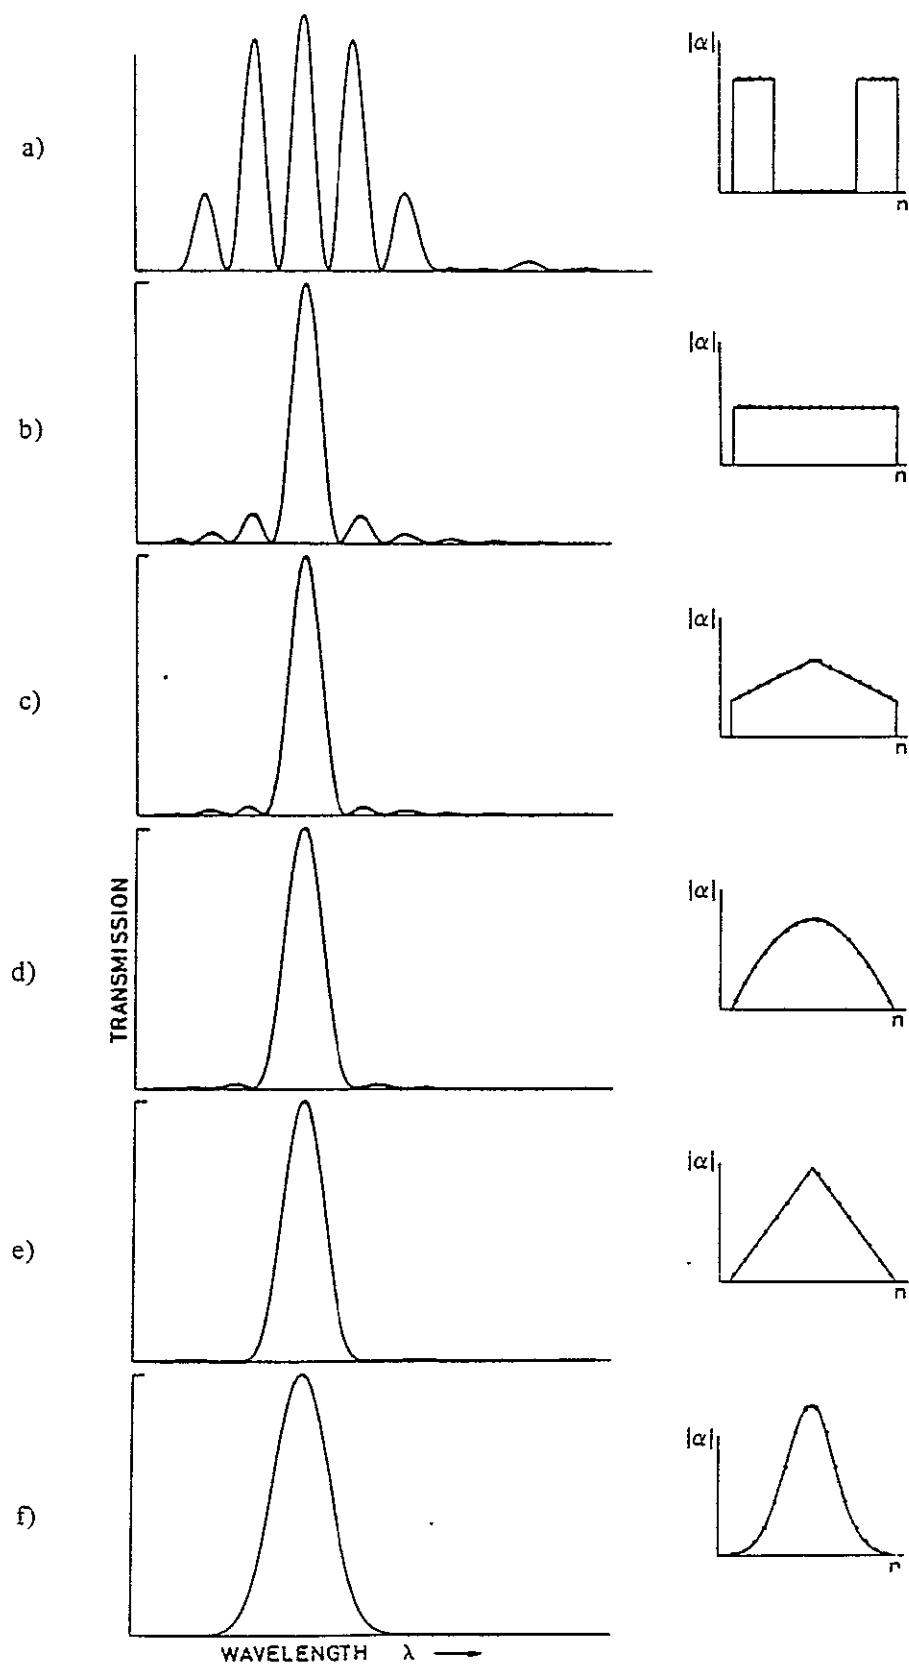 a)
|α|
n
b)
|α|
n
c)
|α|
n
TRANSMISSION
d)
|α|
n
e)
|α|
n
f)
|α|
n
WAVELENGTH λ